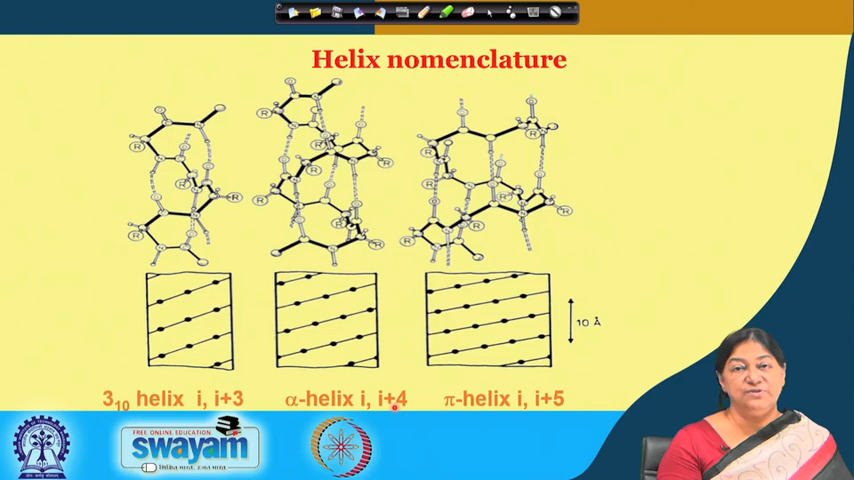 Helix nomenclature
R R R R R R R R R R R
10 Å
3₁₀ helix i, i+3
α-helix i, i+4
π-helix i, i+5
FREE ONLINE EDUCATION
swayam